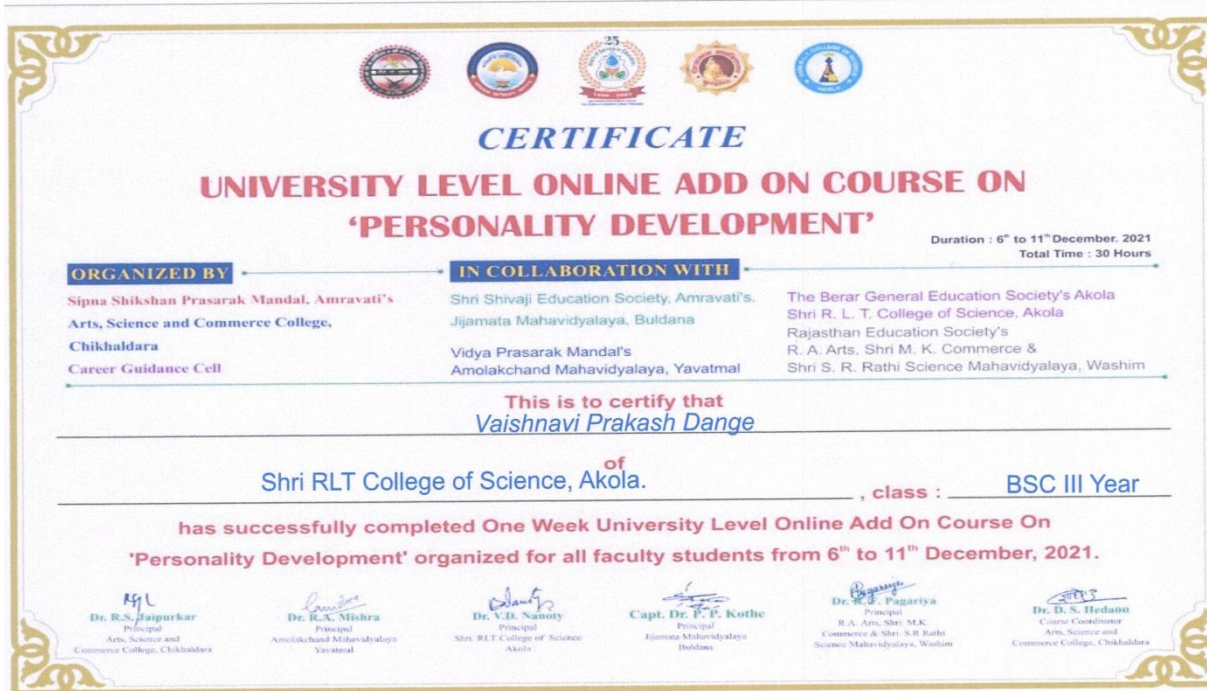 25
CERTIFICATE
UNIVERSITY LEVEL ONLINE ADD ON COURSE ON
‘PERSONALITY DEVELOPMENT’
Duration : 6th to 11th December. 2021
Total Time : 30 Hours
ORGANIZED BY
Sipna Shikshan Prasarak Mandal, Amravati's
Arts, Science and Commerce College,
Chikhaldara
Career Guidance Cell
IN COLLABORATION WITH
Shri Shivaji Education Society, Amravati's.
Jijamata Mahavidyalaya, Buldana
Vidya Prasarak Mandal's
Amolakchand Mahavidyalaya, Yavatmal
The Berar General Education Society's Akola
Shri R. L. T. College of Science, Akola
Rajasthan Education Society's
R. A. Arts, Shri M. K. Commerce &
Shri S. R. Rathi Science Mahavidyalaya, Washim
This is to certify that
Vaishnavi Prakash Dange
of
Shri RLT College of Science, Akola. , class : BSC III Year
has successfully completed One Week University Level Online Add On Course On
'Personality Development' organized for all faculty students from 6th to 11th December, 2021.
Dr. R.S. Jaipurkar
Principal
Arts, Science and
Commerce College, Chikhaldara
Dr. R.A. Mishra
Principal
Amolakchand Mahavidyalaya
Yavatmal
Dr. V.D. Nanoty
Principal
Shri. RLT College of Science
Akola
Capt. Dr. P. P. Kothe
Principal
Jijamata Mahavidyalaya
Buldana
Dr. R. F. Pagariya
Principal
R.A. Arts, Shri. M.K.
Commerce & Shri. S.R Rathi
Science Mahavidyalaya, Washim
Dr. D. S. Hedaoo
Course Coordinator
Arts, Science and
Commerce College, Chikhaldara